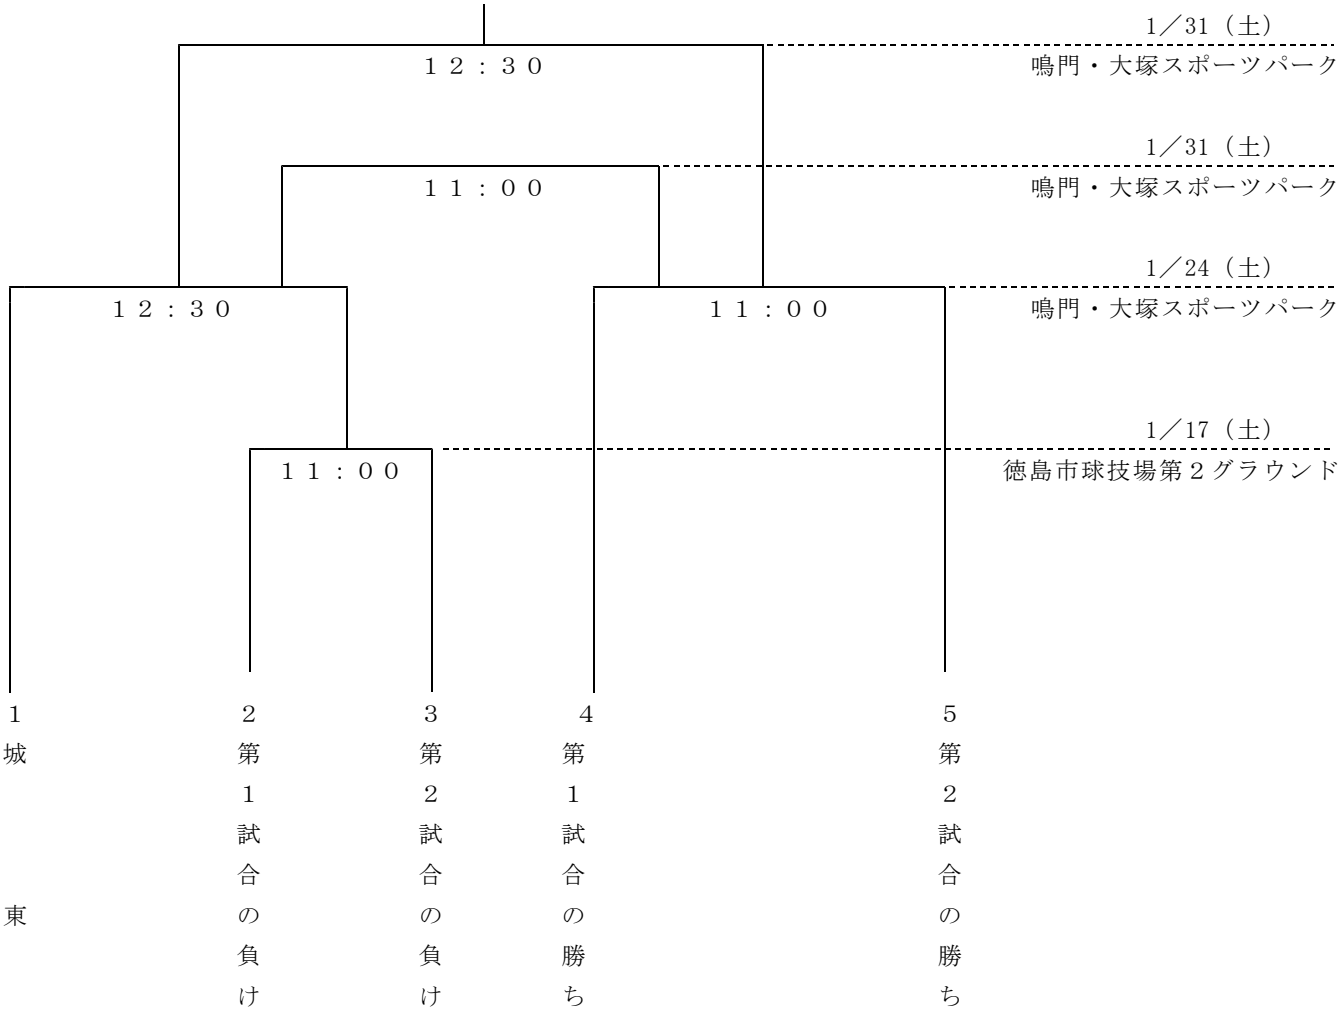 1／31（土）
１２：３０
鳴門・大塚スポーツパーク
1／31（土）
１１：００
鳴門・大塚スポーツパーク
1／24（土）
１２：３０
１１：００
鳴門・大塚スポーツパーク
1／17（土）
１１：００
徳島市球技場第２グラウンド
１
城東
２
第１試合の負け
３
第２試合の負け
４
第１試合の勝ち
５
第２試合の勝ち